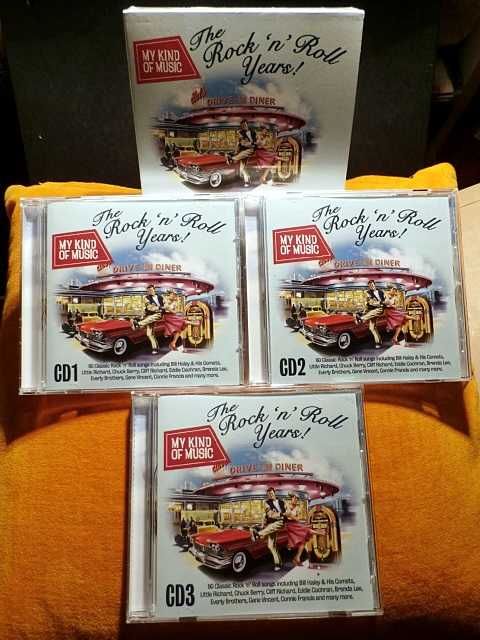 MY KIND
OF MUSIC
The
Rock 'n' Roll
Years!
DRIVE-IN DINER
MY KIND
OF MUSIC
The
Rock 'n' Roll
Years!
DRIVE-IN DINER
CD1
60 Classic Rock 'n' Roll songs including Bill Haley & His Comets,
Little Richard, Chuck Berry, Cliff Richard, Eddie Cochran, Brenda Lee,
Everly Brothers, Gene Vincent, Connie Francis and many more.
MY KIND
OF MUSIC
The
Rock 'n' Roll
Years!
DRIVE-IN DINER
CD2
60 Classic Rock 'n' Roll songs including Bill Haley & His Comets,
Little Richard, Chuck Berry, Cliff Richard, Eddie Cochran, Brenda Lee,
Everly Brothers, Gene Vincent, Connie Francis and many more.
MY KIND
OF MUSIC
The
Rock 'n' Roll
Years!
DRIVE-IN DINER
CD3
60 Classic Rock 'n' Roll songs including Bill Haley & His Comets,
Little Richard, Chuck Berry, Cliff Richard, Eddie Cochran, Brenda Lee,
Everly Brothers, Gene Vincent, Connie Francis and many more.